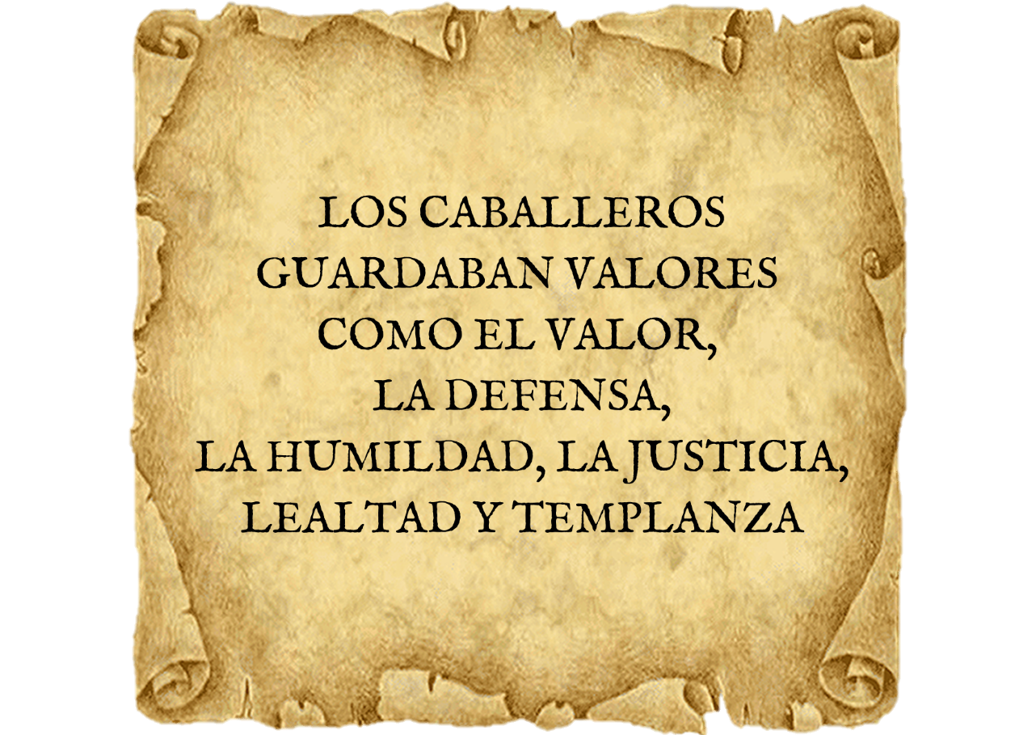 LOS CABALLEROS
GUARDABAN VALORES
COMO EL VALOR,
LA DEFENSA,
LA HUMILDAD, LA JUSTICIA,
LEALTAD Y TEMPLANZA